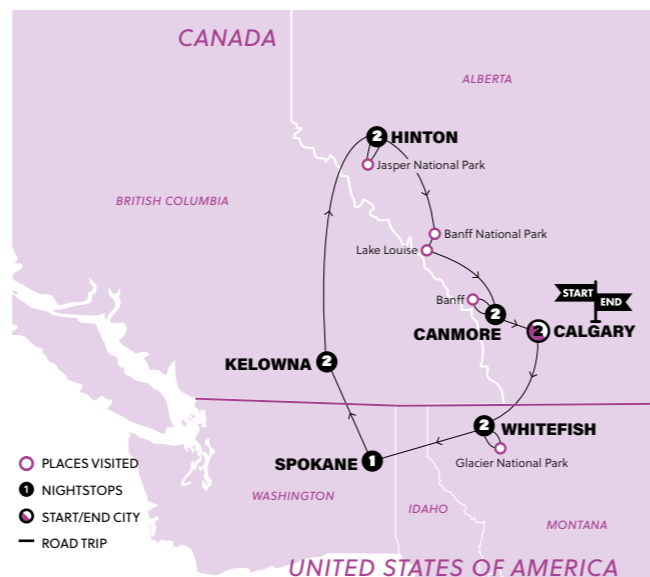 CANADA
ALBERTA
2 HINTON
Jasper National Park
BRITISH COLUMBIA
Banff National Park
Lake Louise
START
END
Banff
2
CANMORE
2 CALGARY
KELOWNA 2
2 WHITEFISH
Glacier National Park
SPOKANE 1
WASHINGTON
IDAHO
MONTANA
PLACES VISITED
1 NIGHTSTOPS
START/END CITY
ROAD TRIP
UNITED STATES OF AMERICA